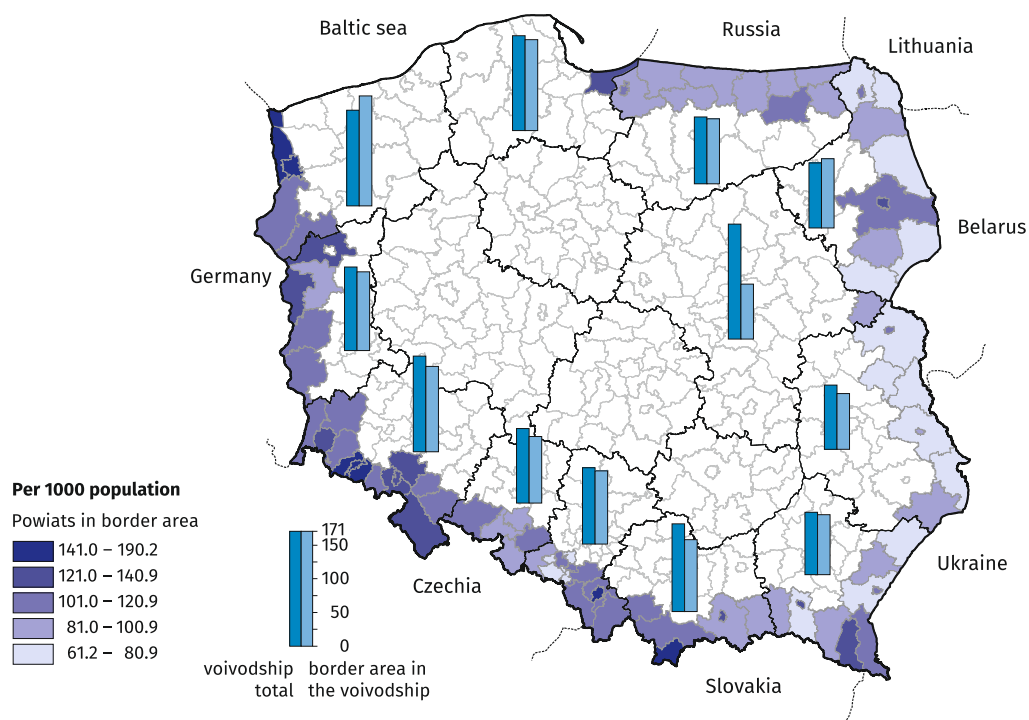 Baltic sea
Russia
Lithuania
Belarus
Germany
Ukraine
Czechia
Slovakia
Per 1000 population
Powiats in border area
141.0 – 190.2
121.0 – 140.9
101.0 – 120.9
81.0 – 100.9
61.2 – 80.9
171
150
100
50
0
voivodship total
border area in the voivodship